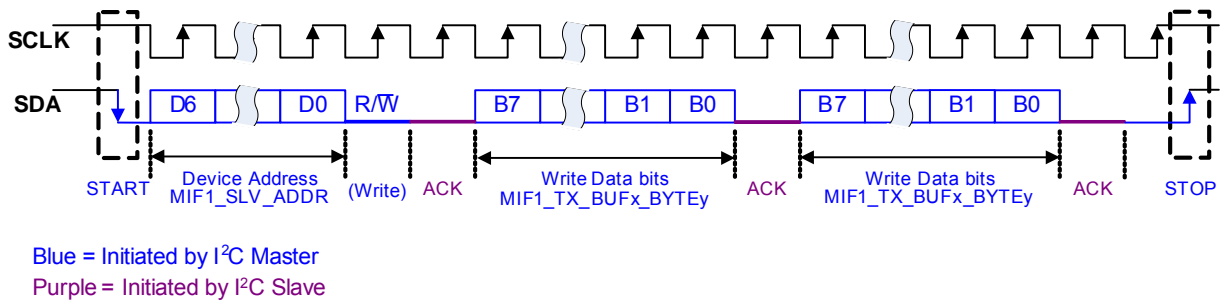 SCLK
SDA
D6 D0 R/W̅ B7 B1 B0 B7 B1 B0
START Device Address (Write) ACK Write Data bits ACK Write Data bits ACK STOP
MIF1_SLV_ADDR MIF1_TX_BUFx_BYTEy MIF1_TX_BUFx_BYTEy
Blue = Initiated by I²C Master
Purple = Initiated by I²C Slave